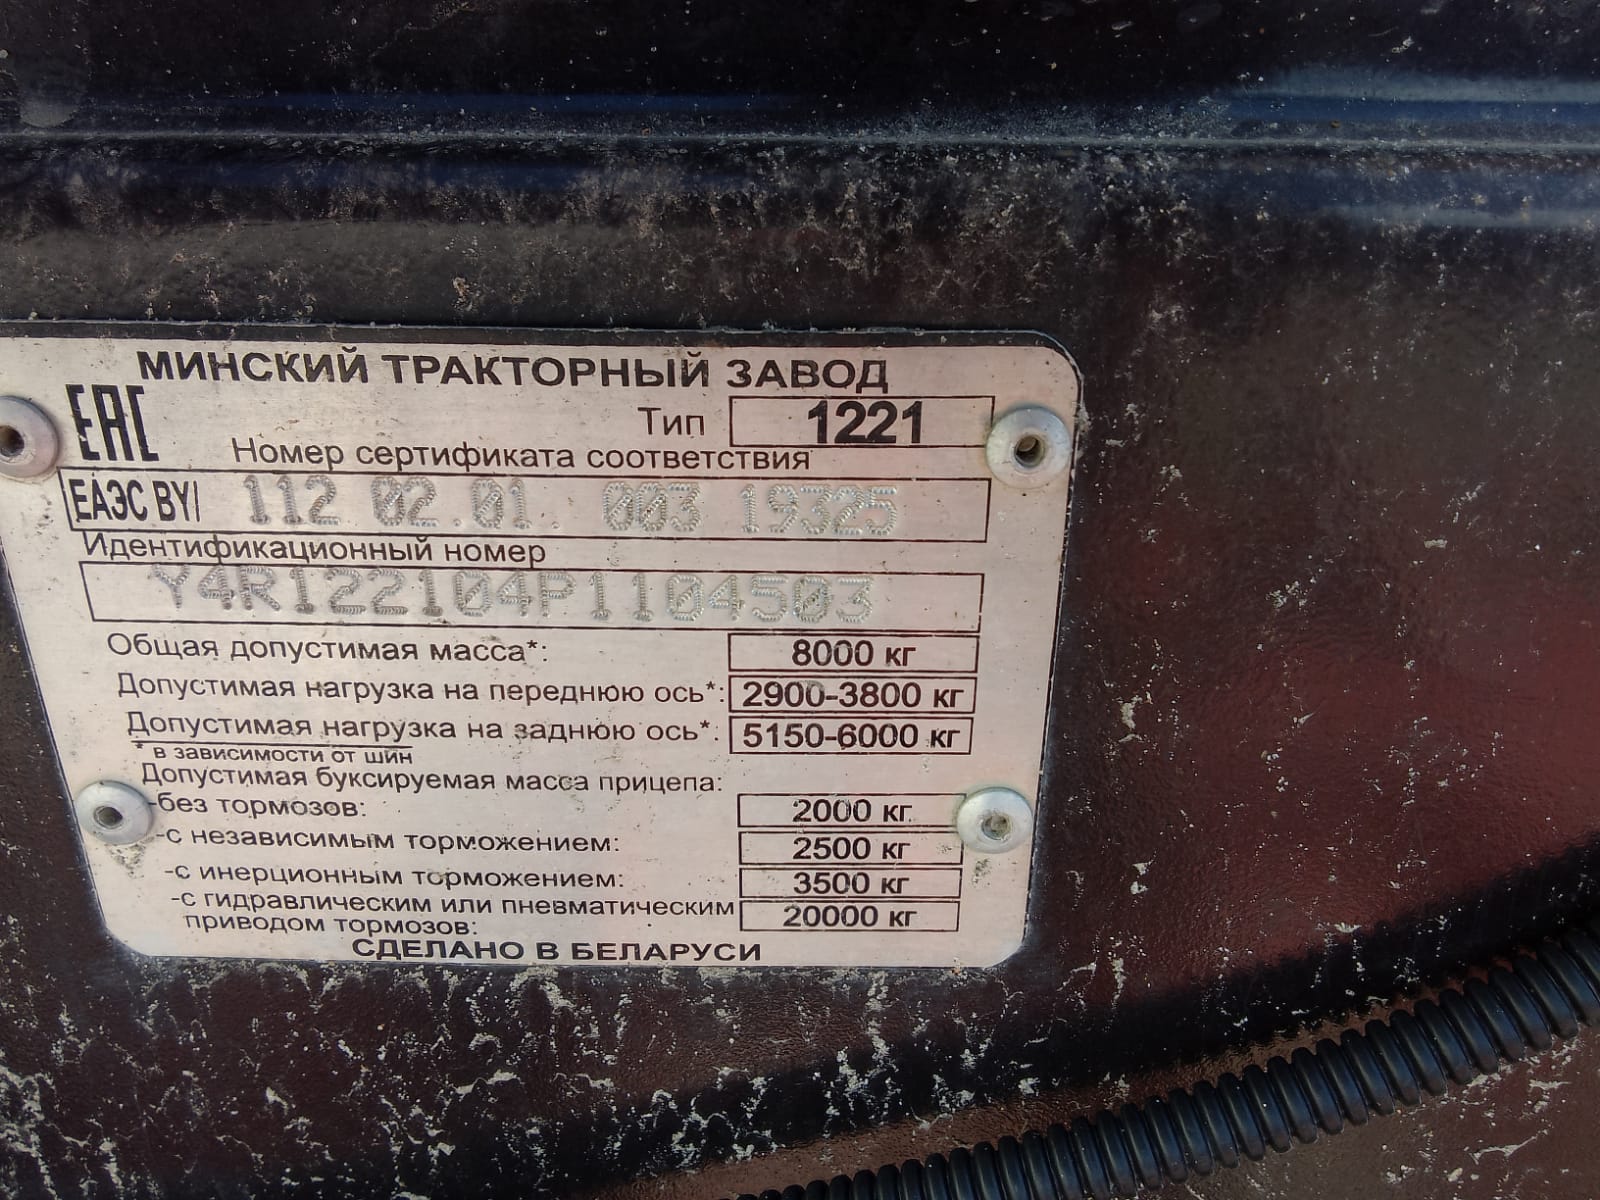 МИНСКИЙ ТРАКТОРНЫЙ ЗАВОД
EAC
Тип 1221
Номер сертификата соответствия
ЕАЭС BY/ 112 02.01. 003 19325
Идентификационный номер
Y4R122104P1104503
Общая допустимая масса*: 8000 кг
Допустимая нагрузка на переднюю ось*: 2900-3800 кг
Допустимая нагрузка на заднюю ось*: 5150-6000 кг
* в зависимости от шин
Допустимая буксируемая масса прицепа:
-без тормозов: 2000 кг
-с независимым торможением: 2500 кг
-с инерционным торможением: 3500 кг
-с гидравлическим или пневматическим
приводом тормозов: 20000 кг
СДЕЛАНО В БЕЛАРУСИ